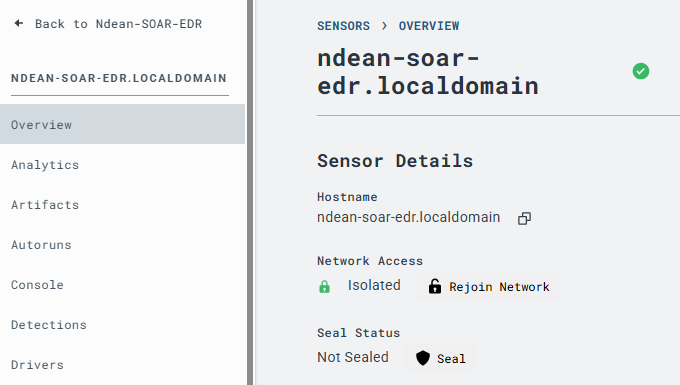 Back to Ndean-SOAR-EDR
NDEAN-SOAR-EDR.LOCALDOMAIN
Overview
Analytics
Artifacts
Autoruns
Console
Detections
Drivers
SENSORS > OVERVIEW
ndean-soar-
edr.localdomain
Sensor Details
Hostname
ndean-soar-edr.localdomain
Network Access
Isolated Rejoin Network
Seal Status
Not Sealed Seal